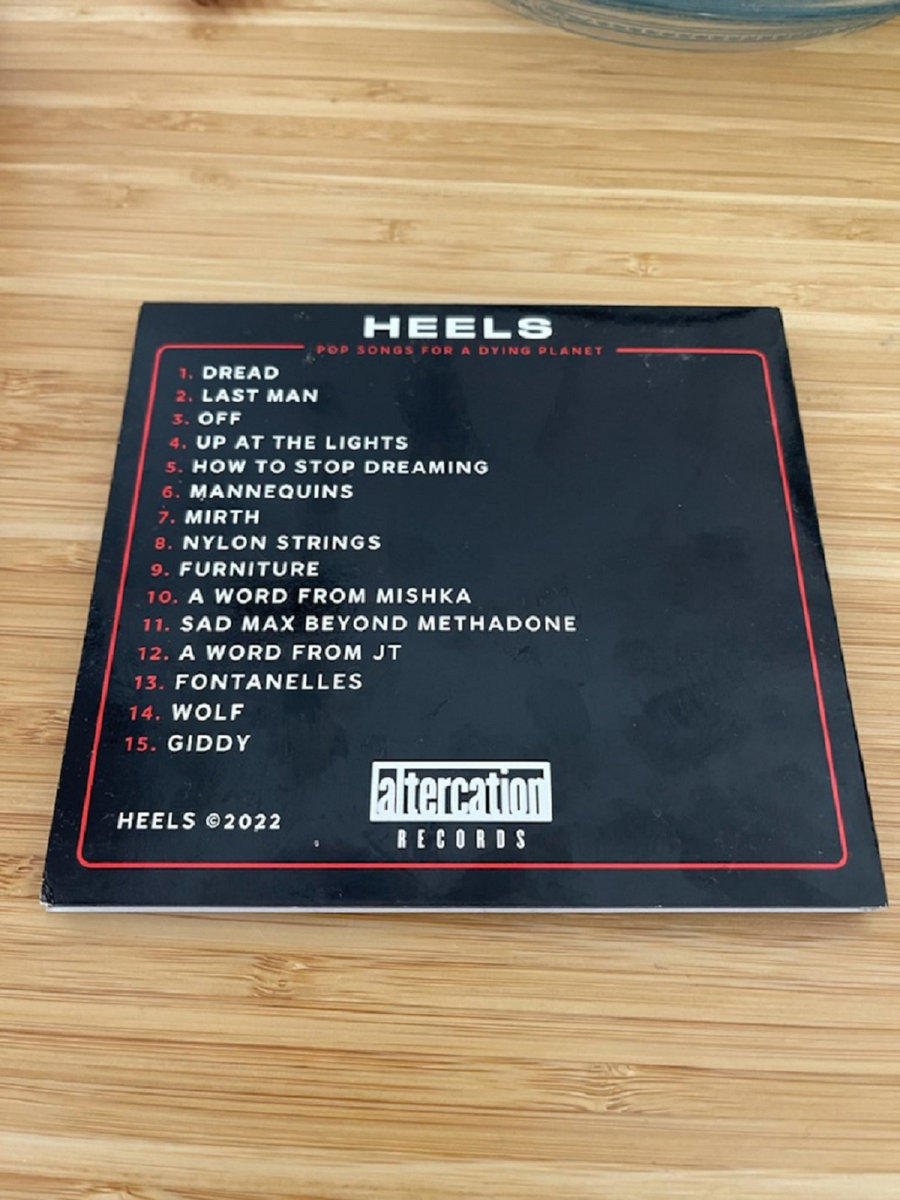 HEELS
POP SONGS FOR A DYING PLANET
1. DREAD
2. LAST MAN
3. OFF
4. UP AT THE LIGHTS
5. HOW TO STOP DREAMING
6. MANNEQUINS
7. MIRTH
8. NYLON STRINGS
9. FURNITURE
10. A WORD FROM MISHKA
11. SAD MAX BEYOND METHADONE
12. A WORD FROM JT
13. FONTANELLES
14. WOLF
15. GIDDY
altercation
RECORDS
HEELS ©2022